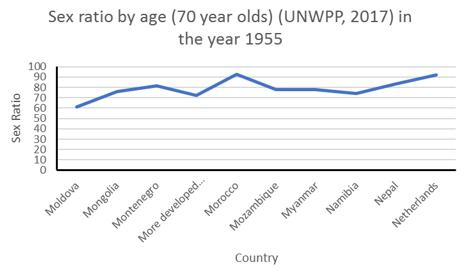 Sex ratio by age (70 year olds) (UNWPP, 2017) in
the year 1955
100
90
80
70
60
50
40
30
20
10
0
Sex Ratio
Moldova
Mongolia
Montenegro
More developed...
Morocco
Mozambique
Myanmar
Namibia
Nepal
Netherlands
Country